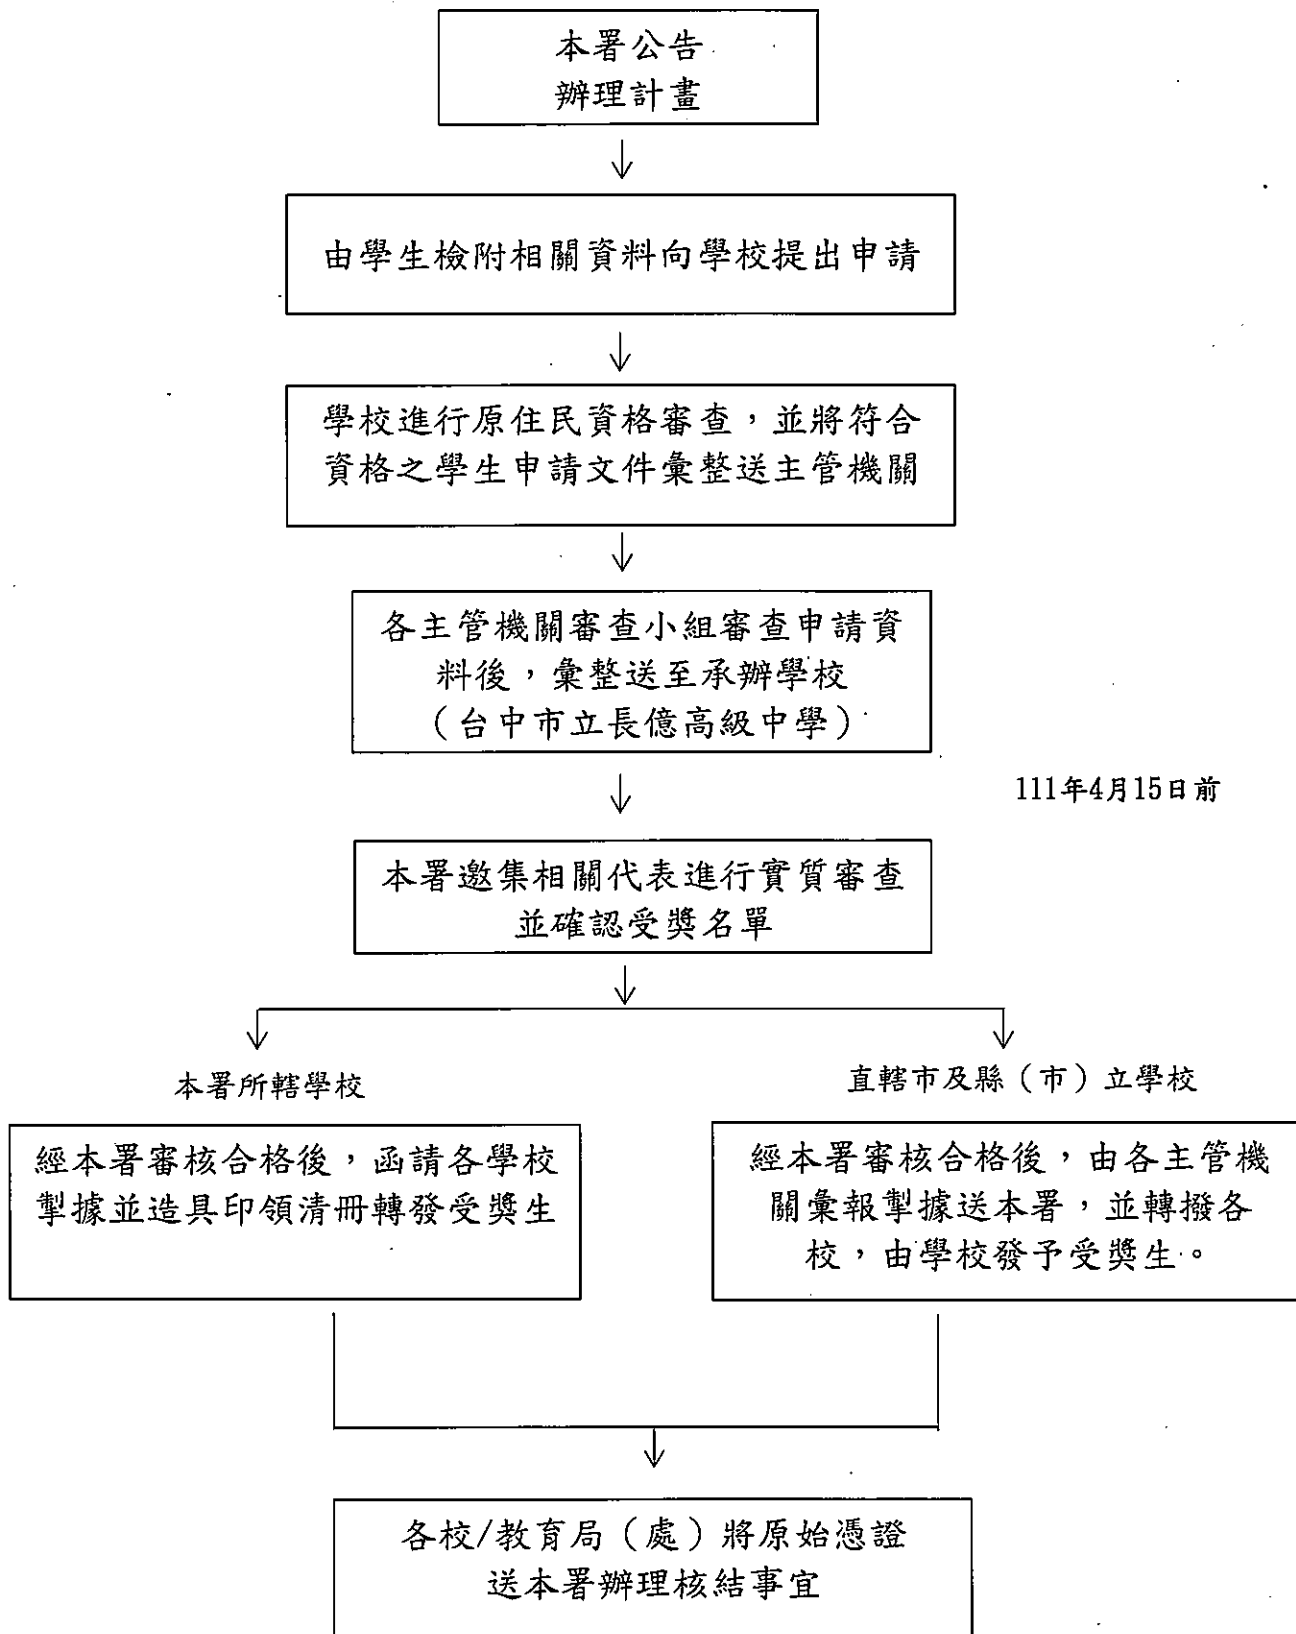 本署公告
辦理計畫
由學生檢附相關資料向學校提出申請
學校進行原住民資格審查，並將符合
資格之學生申請文件彙整送主管機關
各主管機關審查小組審查申請資
料後，彙整送至承辦學校
（台中市立長億高級中學）
111年4月15日前
本署邀集相關代表進行實質審查
並確認受獎名單
本署所轄學校
經本署審核合格後，函請各學校
掣據並造具印領清冊轉發受獎生
直轄市及縣（市）立學校
經本署審核合格後，由各主管機
關彙報掣據送本署，並轉撥各
校，由學校發予受獎生。
各校/教育局（處）將原始憑證
送本署辦理核結事宜